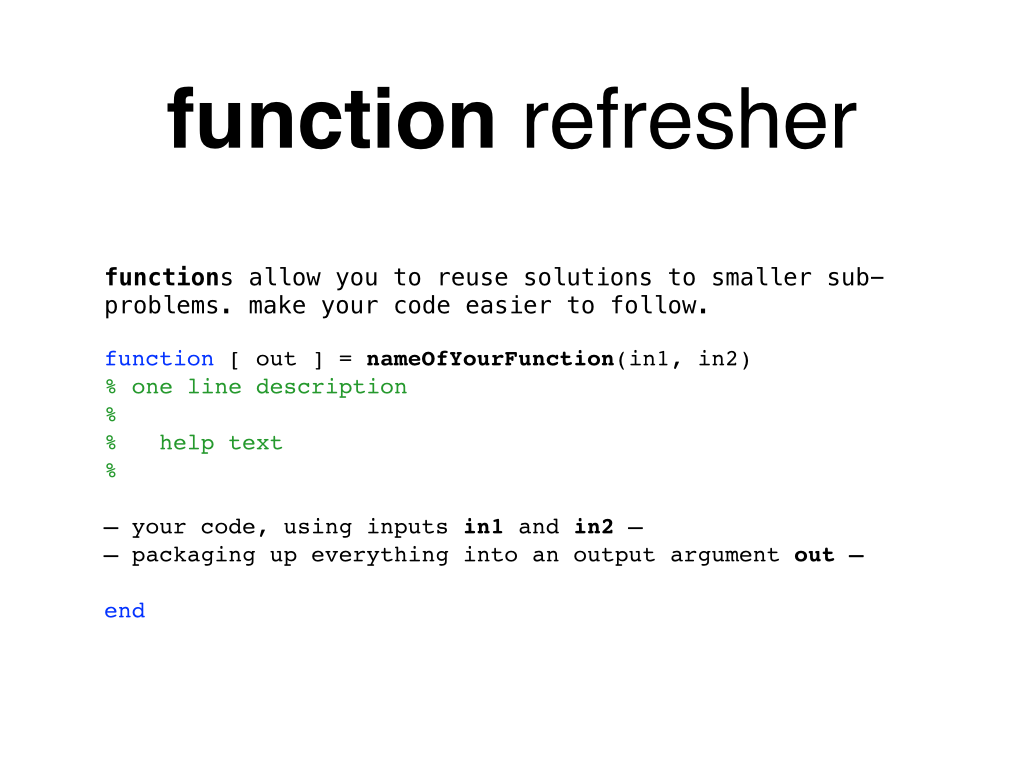 function refresher
functions allow you to reuse solutions to smaller sub-
problems. make your code easier to follow.
function [ out ] = nameOfYourFunction(in1, in2)
% one line description
%
%   help text
%
— your code, using inputs in1 and in2 —
— packaging up everything into an output argument out —
end